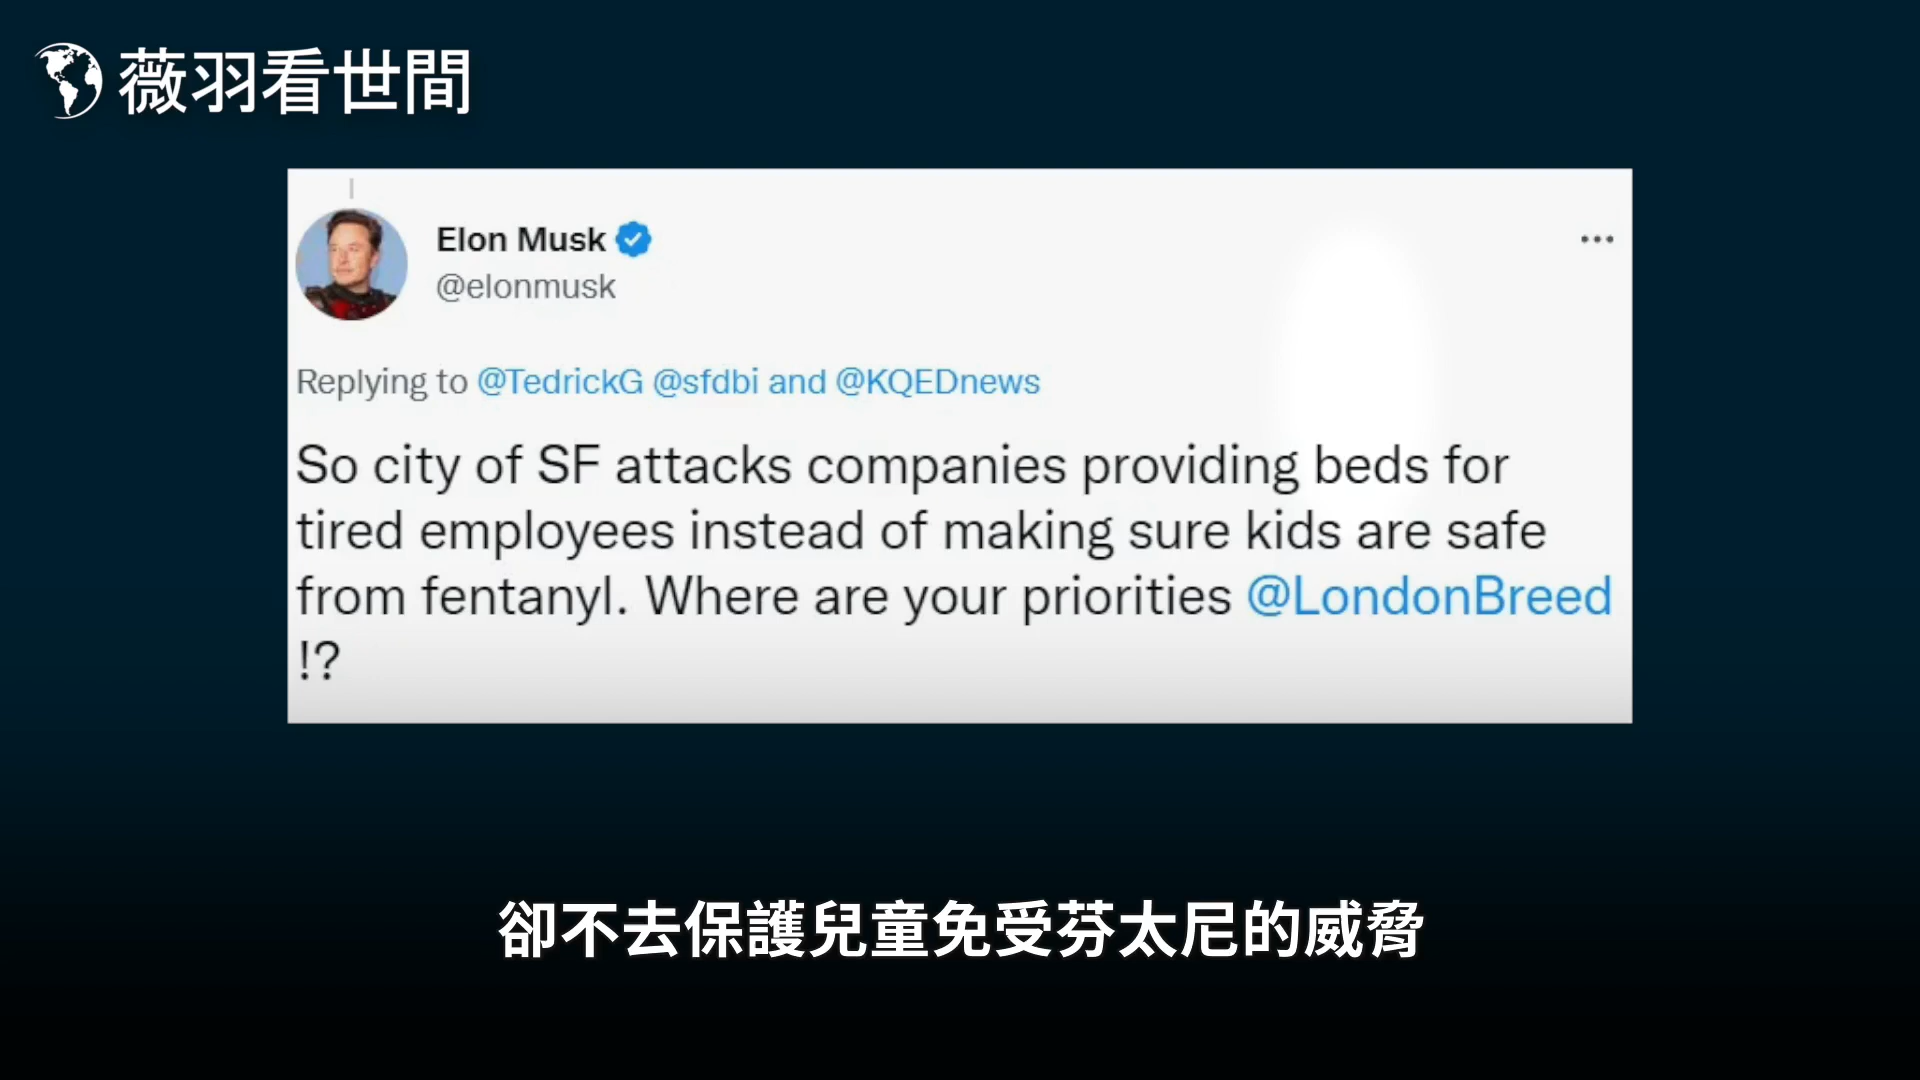 薇羽看世間
Elon Musk
@elonmusk
Replying to @TedrickG @sfdbi and @KQEDnews
So city of SF attacks companies providing beds for
tired employees instead of making sure kids are safe
from fentanyl. Where are your priorities @LondonBreed
!?
卻不去保護兒童免受芬太尼的威脅